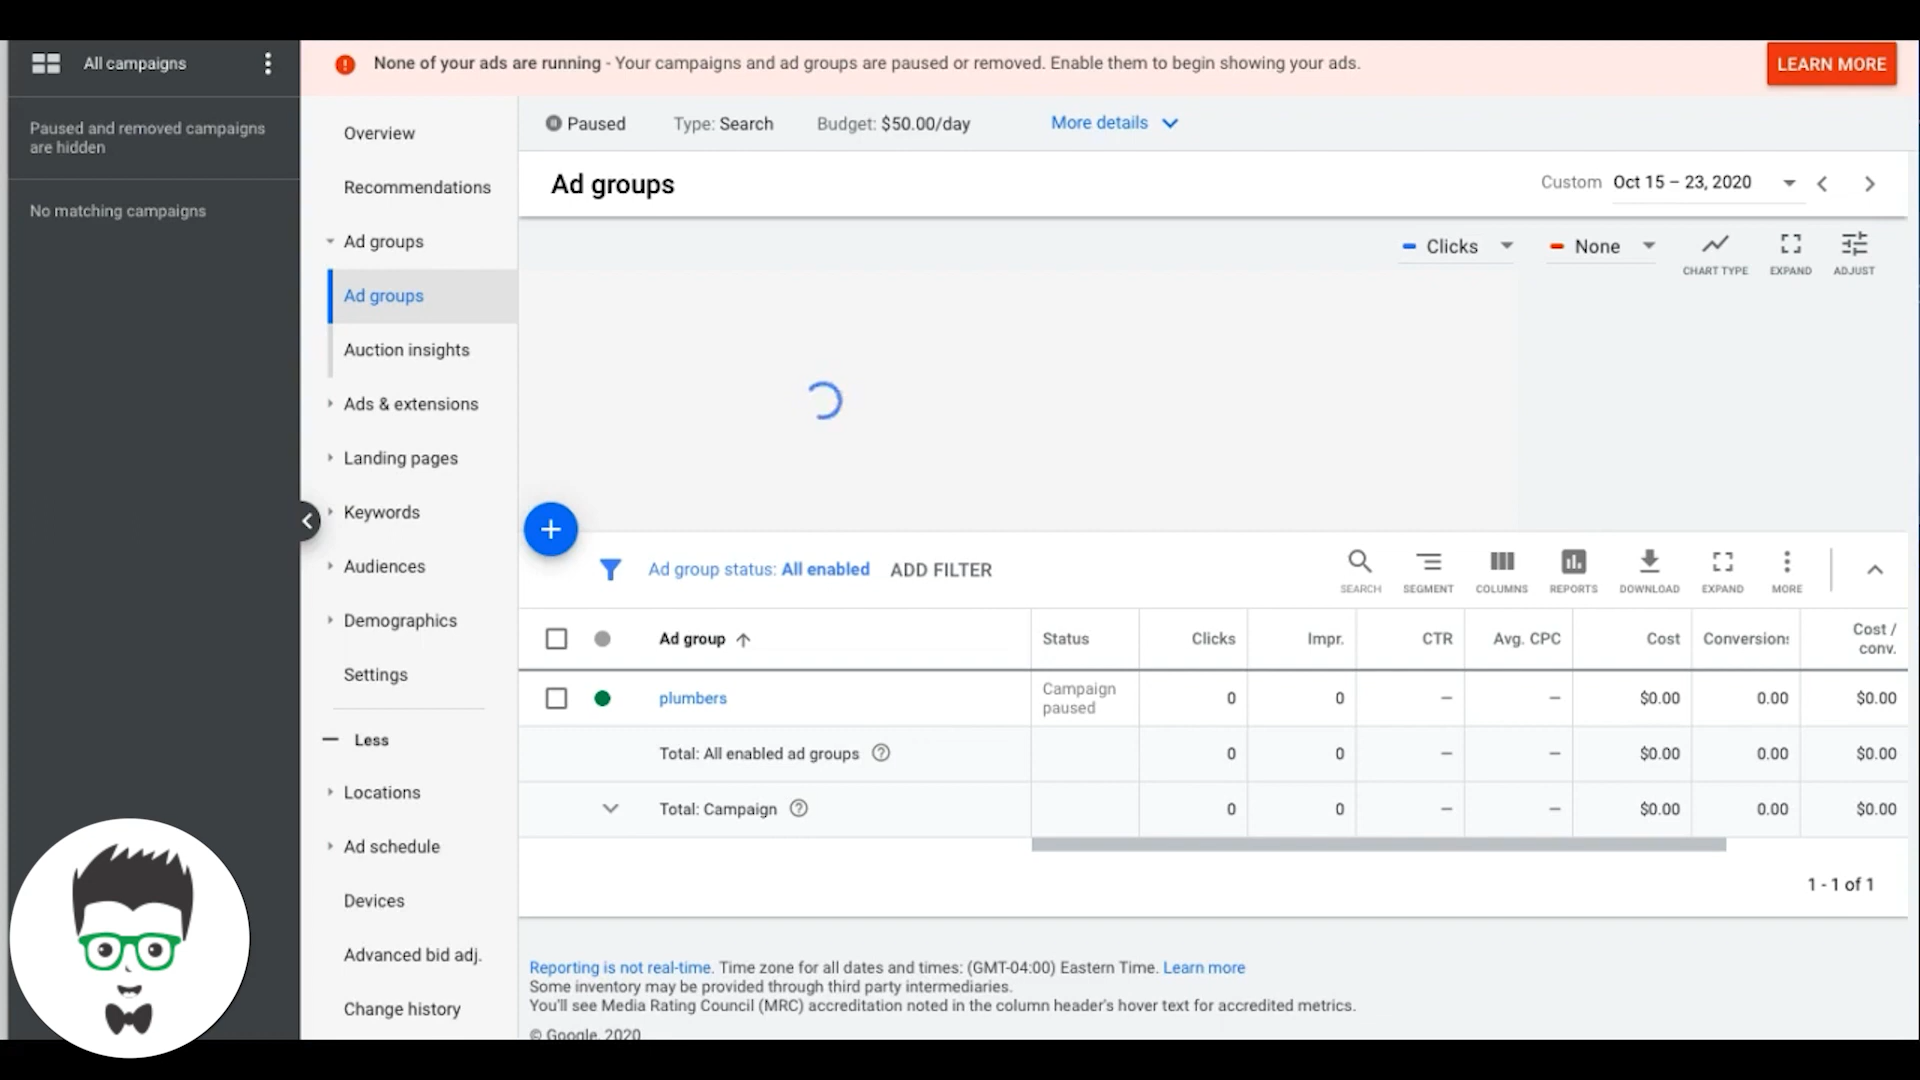 All campaigns
Paused and removed campaigns
are hidden
No matching campaigns
None of your ads are running - Your campaigns and ad groups are paused or removed. Enable them to begin showing your ads.
LEARN MORE
Overview
Recommendations
Ad groups
Ad groups
Auction insights
Ads & extensions
Landing pages
Keywords
Audiences
Demographics
Settings
Less
Locations
Ad schedule
Devices
Advanced bid adj.
Change history
Paused Type: Search Budget: $50.00/day More details
Ad groups
Custom Oct 15 – 23, 2020
Clicks None
CHART TYPE EXPAND ADJUST
Ad group status: All enabled ADD FILTER
SEARCH SEGMENT COLUMNS REPORTS DOWNLOAD EXPAND MORE
Ad group Status Clicks Impr. CTR Avg. CPC Cost Conversions Cost /
conv.
plumbers Campaign
paused 0 0 – – $0.00 0.00 $0.00
Total: All enabled ad groups 0 0 – – $0.00 0.00 $0.00
Total: Campaign 0 0 – – $0.00 0.00 $0.00
1 - 1 of 1
Reporting is not real-time. Time zone for all dates and times: (GMT-04:00) Eastern Time. Learn more
Some inventory may be provided through third party intermediaries.
You'll see Media Rating Council (MRC) accreditation noted in the column header's hover text for accredited metrics.
© Google, 2020